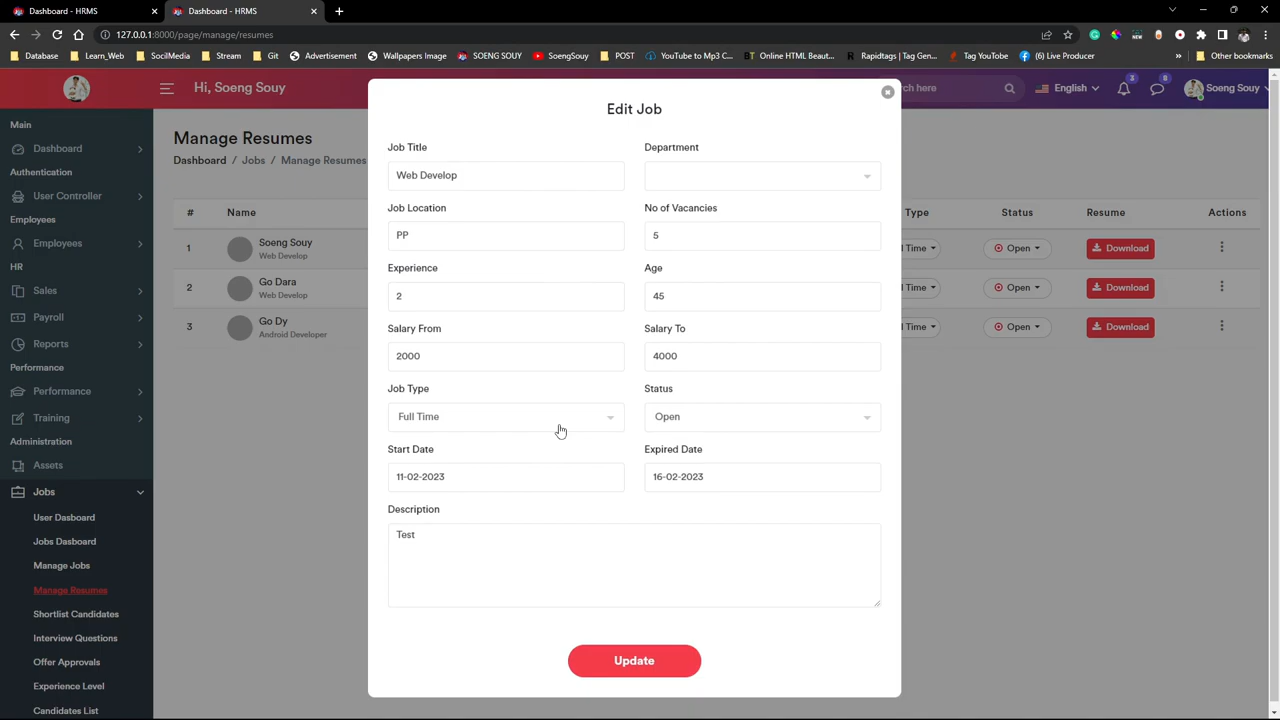 Dashboard - HRMS
Dashboard - HRMS
127.0.0.1:8000/page/manage/resumes
Database Learn_Web SocilMedia Stream Git Advertisement Wallpapers Image SOENG SOUY SoengSouy POST YouTube to Mp3 C... Online HTML Beautif... Rapidtags | Tag Gen... Tag YouTube (6) Live Producer » Other Bookmarks
Hi, Soeng Souy
rch here
English
3
8
Soeng Souy
Main
Dashboard
Authentication
User Controller
Employees
Employees
HR
Sales
Payroll
Reports
Performance
Performance
Training
Administration
Assets
Jobs
User Dasboard
Jobs Dasboard
Manage Jobs
Manage Resumes
Shortlist Candidates
Interview Questions
Offer Approvals
Experience Level
Candidates List
Manage Resumes
Dashboard / Jobs / Manage Resumes
# Name Type Status Resume Actions
1 Soeng Souy Time Open Download
Web Develop
2 Go Dara Time Open Download
Web Develop
3 Go Dy Time Open Download
Android Developer
Edit Job
Job Title Department
Web Develop
Job Location No of Vacancies
PP 5
Experience Age
2 45
Salary From Salary To
2000 4000
Job Type Status
Full Time Open
Start Date Expired Date
11-02-2023 16-02-2023
Description
Test
Update